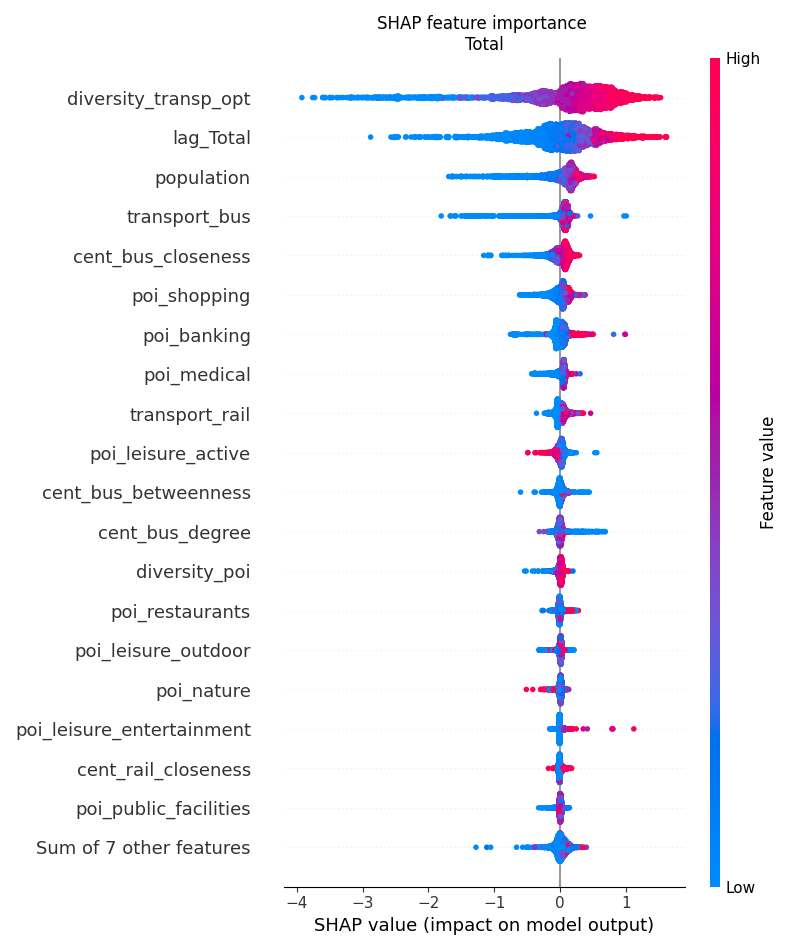 SHAP feature importance
Total
High
diversity_transp_opt
lag_Total
population
transport_bus
cent_bus_closeness
poi_shopping
poi_banking
poi_medical
transport_rail
poi_leisure_active
cent_bus_betweenness
cent_bus_degree
diversity_poi
poi_restaurants
poi_leisure_outdoor
poi_nature
poi_leisure_entertainment
cent_rail_closeness
poi_public_facilities
Sum of 7 other features
Feature value
Low
−4 −3 −2 −1 0 1
SHAP value (impact on model output)